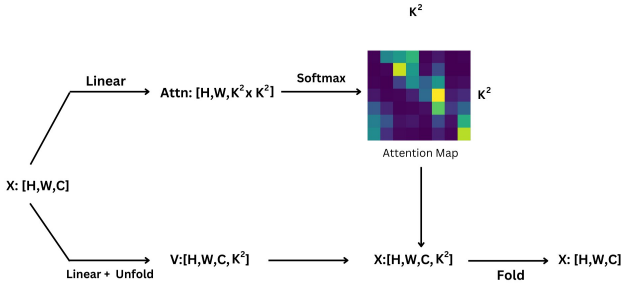 K²
Linear
Attn: [H,W,K² x K²]
Softmax
K²
Attention Map
X: [H,W,C]
Linear + Unfold
V:[H,W,C, K²]
X:[H,W,C, K²]
Fold
X: [H,W,C]